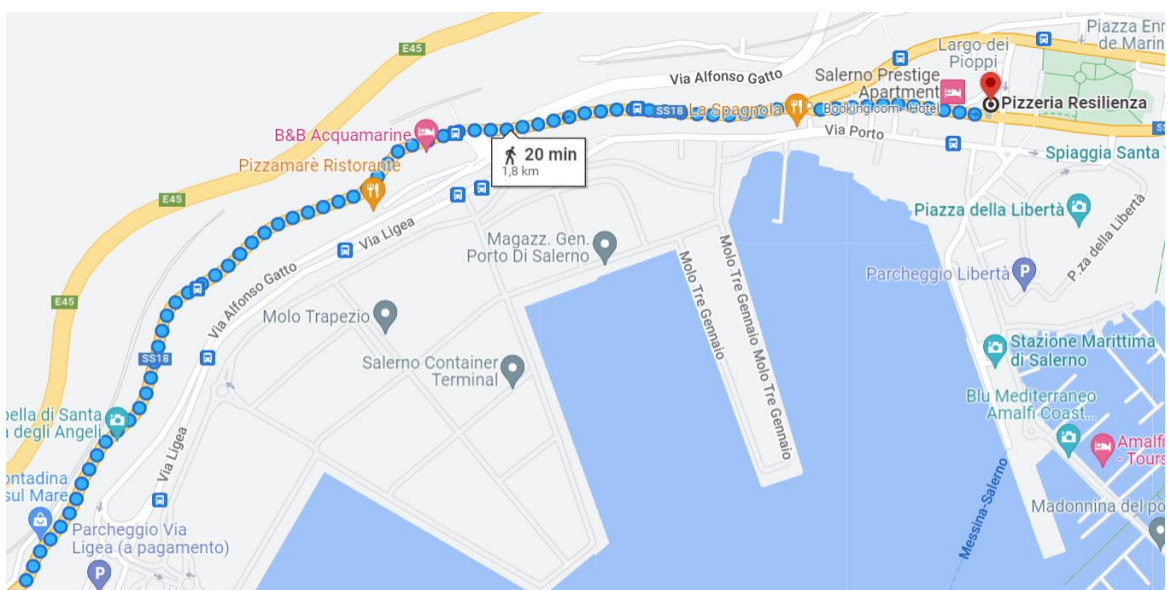 E45
Piazza Enr
de Marin
Largo dei
Pioppi
Via Alfonso Gatto
Salerno Prestige
Apartment
Booking.com - Hotel
La Spagnola
SS18
Pizzeria Resilienza
B&B Acquamarine
Via Porto
SS18
Pizzamarè Ristorante
20 min
1,8 km
Spiaggia Santa T
E45
Piazza della Libertà
P.za della Libertà
Via Ligea
Magazz. Gen.
Porto Di Salerno
Molo Tre Gennaio
Molo Tre Gennaio
Molo Tre Gennaio
Parcheggio Libertà
P
E45
Via Alfonso Gatto
Molo Trapezio
Stazione Marittima
di Salerno
SS18
Salerno Container
Terminal
Blu Mediterraneo
Amalfi Coast...
pella di Santa
a degli Angeli
Via Ligea
Amalfi
- Tours
ontadina
sul Mare
Messina-Salerno
Madonnina del po
Parcheggio Via
Ligea (a pagamento)
P